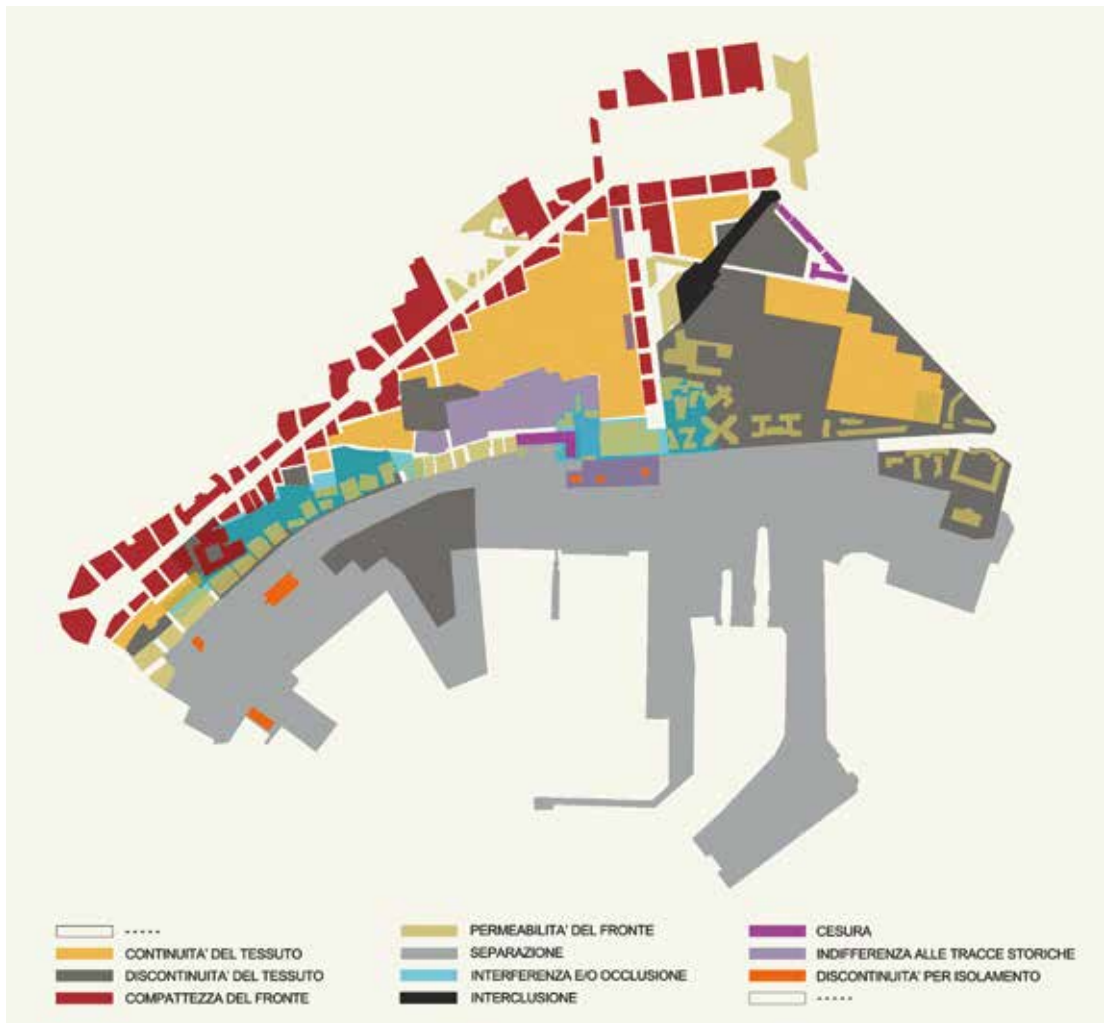 -----
CONTINUITA' DEL TESSUTO
DISCONTINUITA' DEL TESSUTO
COMPATTEZZA DEL FRONTE
PERMEABILITA' DEL FRONTE
SEPARAZIONE
INTERFERENZA E/O OCCLUSIONE
INTERCLUSIONE
CESURA
INDIFFERENZA ALLE TRACCE STORICHE
DISCONTINUITA' PER ISOLAMENTO
-----